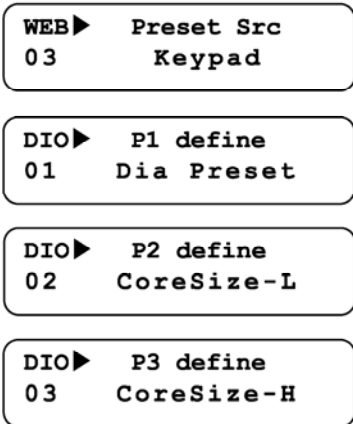 WEB▶ Preset Src
03 Keypad
DIO▶ P1 define
01 Dia Preset
DIO▶ P2 define
02 CoreSize-L
DIO▶ P3 define
03 CoreSize-H